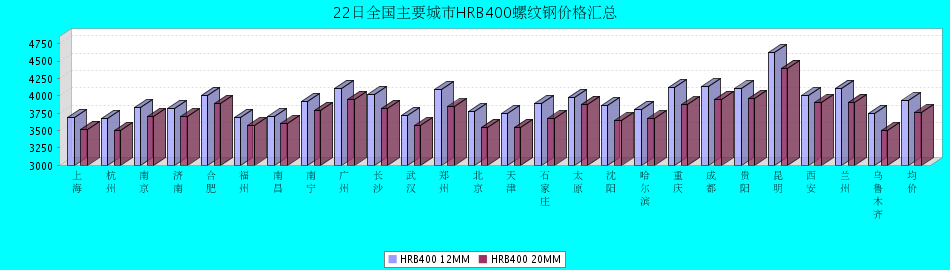 22日全国主要城市HRB400螺纹钢价格汇总
4750
4500
4250
4000
3750
3500
3250
3000
上海
杭州
南京
济南
合肥
福州
南昌
南宁
广州
长沙
武汉
郑州
北京
天津
石家庄
太原
沈阳
哈尔滨
重庆
成都
贵阳
昆明
西安
兰州
乌鲁木齐
均价
HRB400 12MM
HRB400 20MM